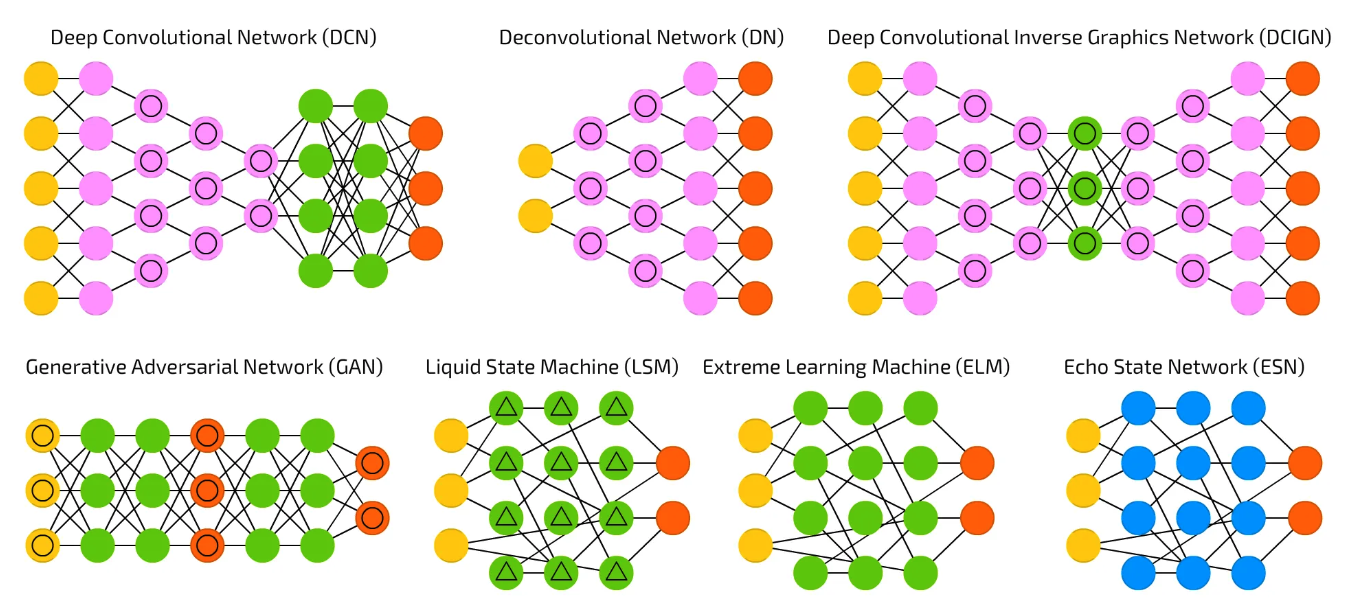 Deep Convolutional Network (DCN)
Deconvolutional Network (DN)
Deep Convolutional Inverse Graphics Network (DCIGN)
Generative Adversarial Network (GAN)
Liquid State Machine (LSM)
Extreme Learning Machine (ELM)
Echo State Network (ESN)